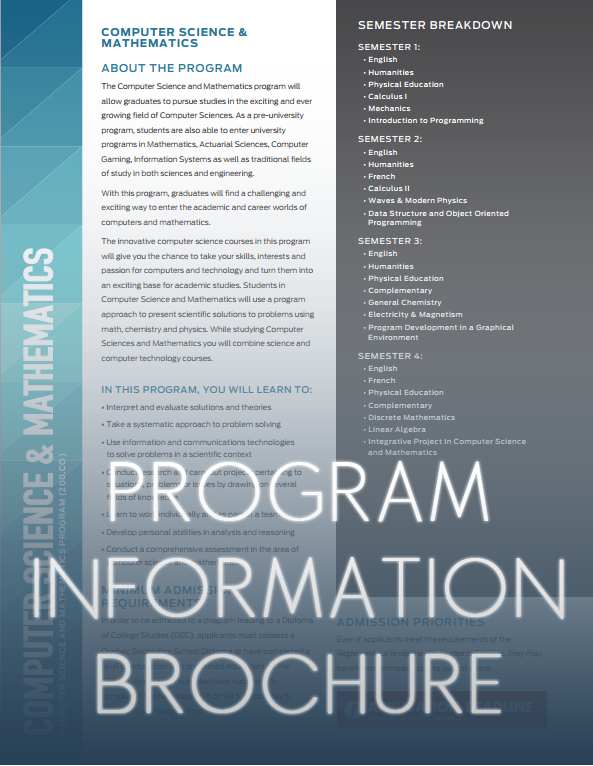 COMPUTER SCIENCE &
MATHEMATICS
ABOUT THE PROGRAM
The Computer Science and Mathematics program will
allow graduates to pursue studies in the exciting and ever
growing field of Computer Sciences. As a pre-university
program, students are also able to enter university
programs in Mathematics, Actuarial Sciences, Computer
Gaming, Information Systems as well as traditional fields
of study in both sciences and engineering.
With this program, graduates will find a challenging and
exciting way to enter the academic and career worlds of
computers and mathematics.
The innovative computer science courses in this program
will give you the chance to take your skills, interests and
passion for computers and technology and turn them into
an exciting base for academic studies. Students in
Computer Science and Mathematics will use a program
approach to present scientific solutions to problems using
math, chemistry and physics. While studying Computer
Sciences and Mathematics you will combine science and
computer technology courses.
IN THIS PROGRAM, YOU WILL LEARN TO:
• Interpret and evaluate solutions and theories
• Take a systematic approach to problem solving
• Use information and communications technologies
to solve problems in a scientific context
• Conduct research and carry out project pertaining to
situations, problems or issues by drawing on several
fields of knowledge
• Learn to work individually and as part of a team
• Develop personal abilities in analysis and reasoning
• Conduct a comprehensive assessment in the area of
computer science and mathematics
MINIMUM ADMISSION
REQUIREMENTS
In order to be admitted to a program leading to a Diploma
of College Studies (DEC), applicants must possess a
SEMESTER BREAKDOWN
SEMESTER 1:
• English
• Humanities
• Physical Education
• Calculus I
• Mechanics
• Introduction to Programming
SEMESTER 2:
• English
• Humanities
• French
• Calculus II
• Waves & Modern Physics
• Data Structure and Object Oriented
Programming
SEMESTER 3:
• English
• Humanities
• Physical Education
• Complementary
• General Chemistry
• Electricity & Magnetism
• Program Development in a Graphical
Environment
SEMESTER 4:
• English
• French
• Physical Education
• Complementary
• Discrete Mathematics
• Linear Algebra
• Integrative Project in Computer Science
and Mathematics
ADMISSION PRIORITIES
Even if applicants meet the requirements of the
COMPUTER SCIENCE & MATHEMATICS
COMPUTER SCIENCE AND MATHEMATICS PROGRAM (200.C0)
PROGRAM
INFORMATION
BROCHURE